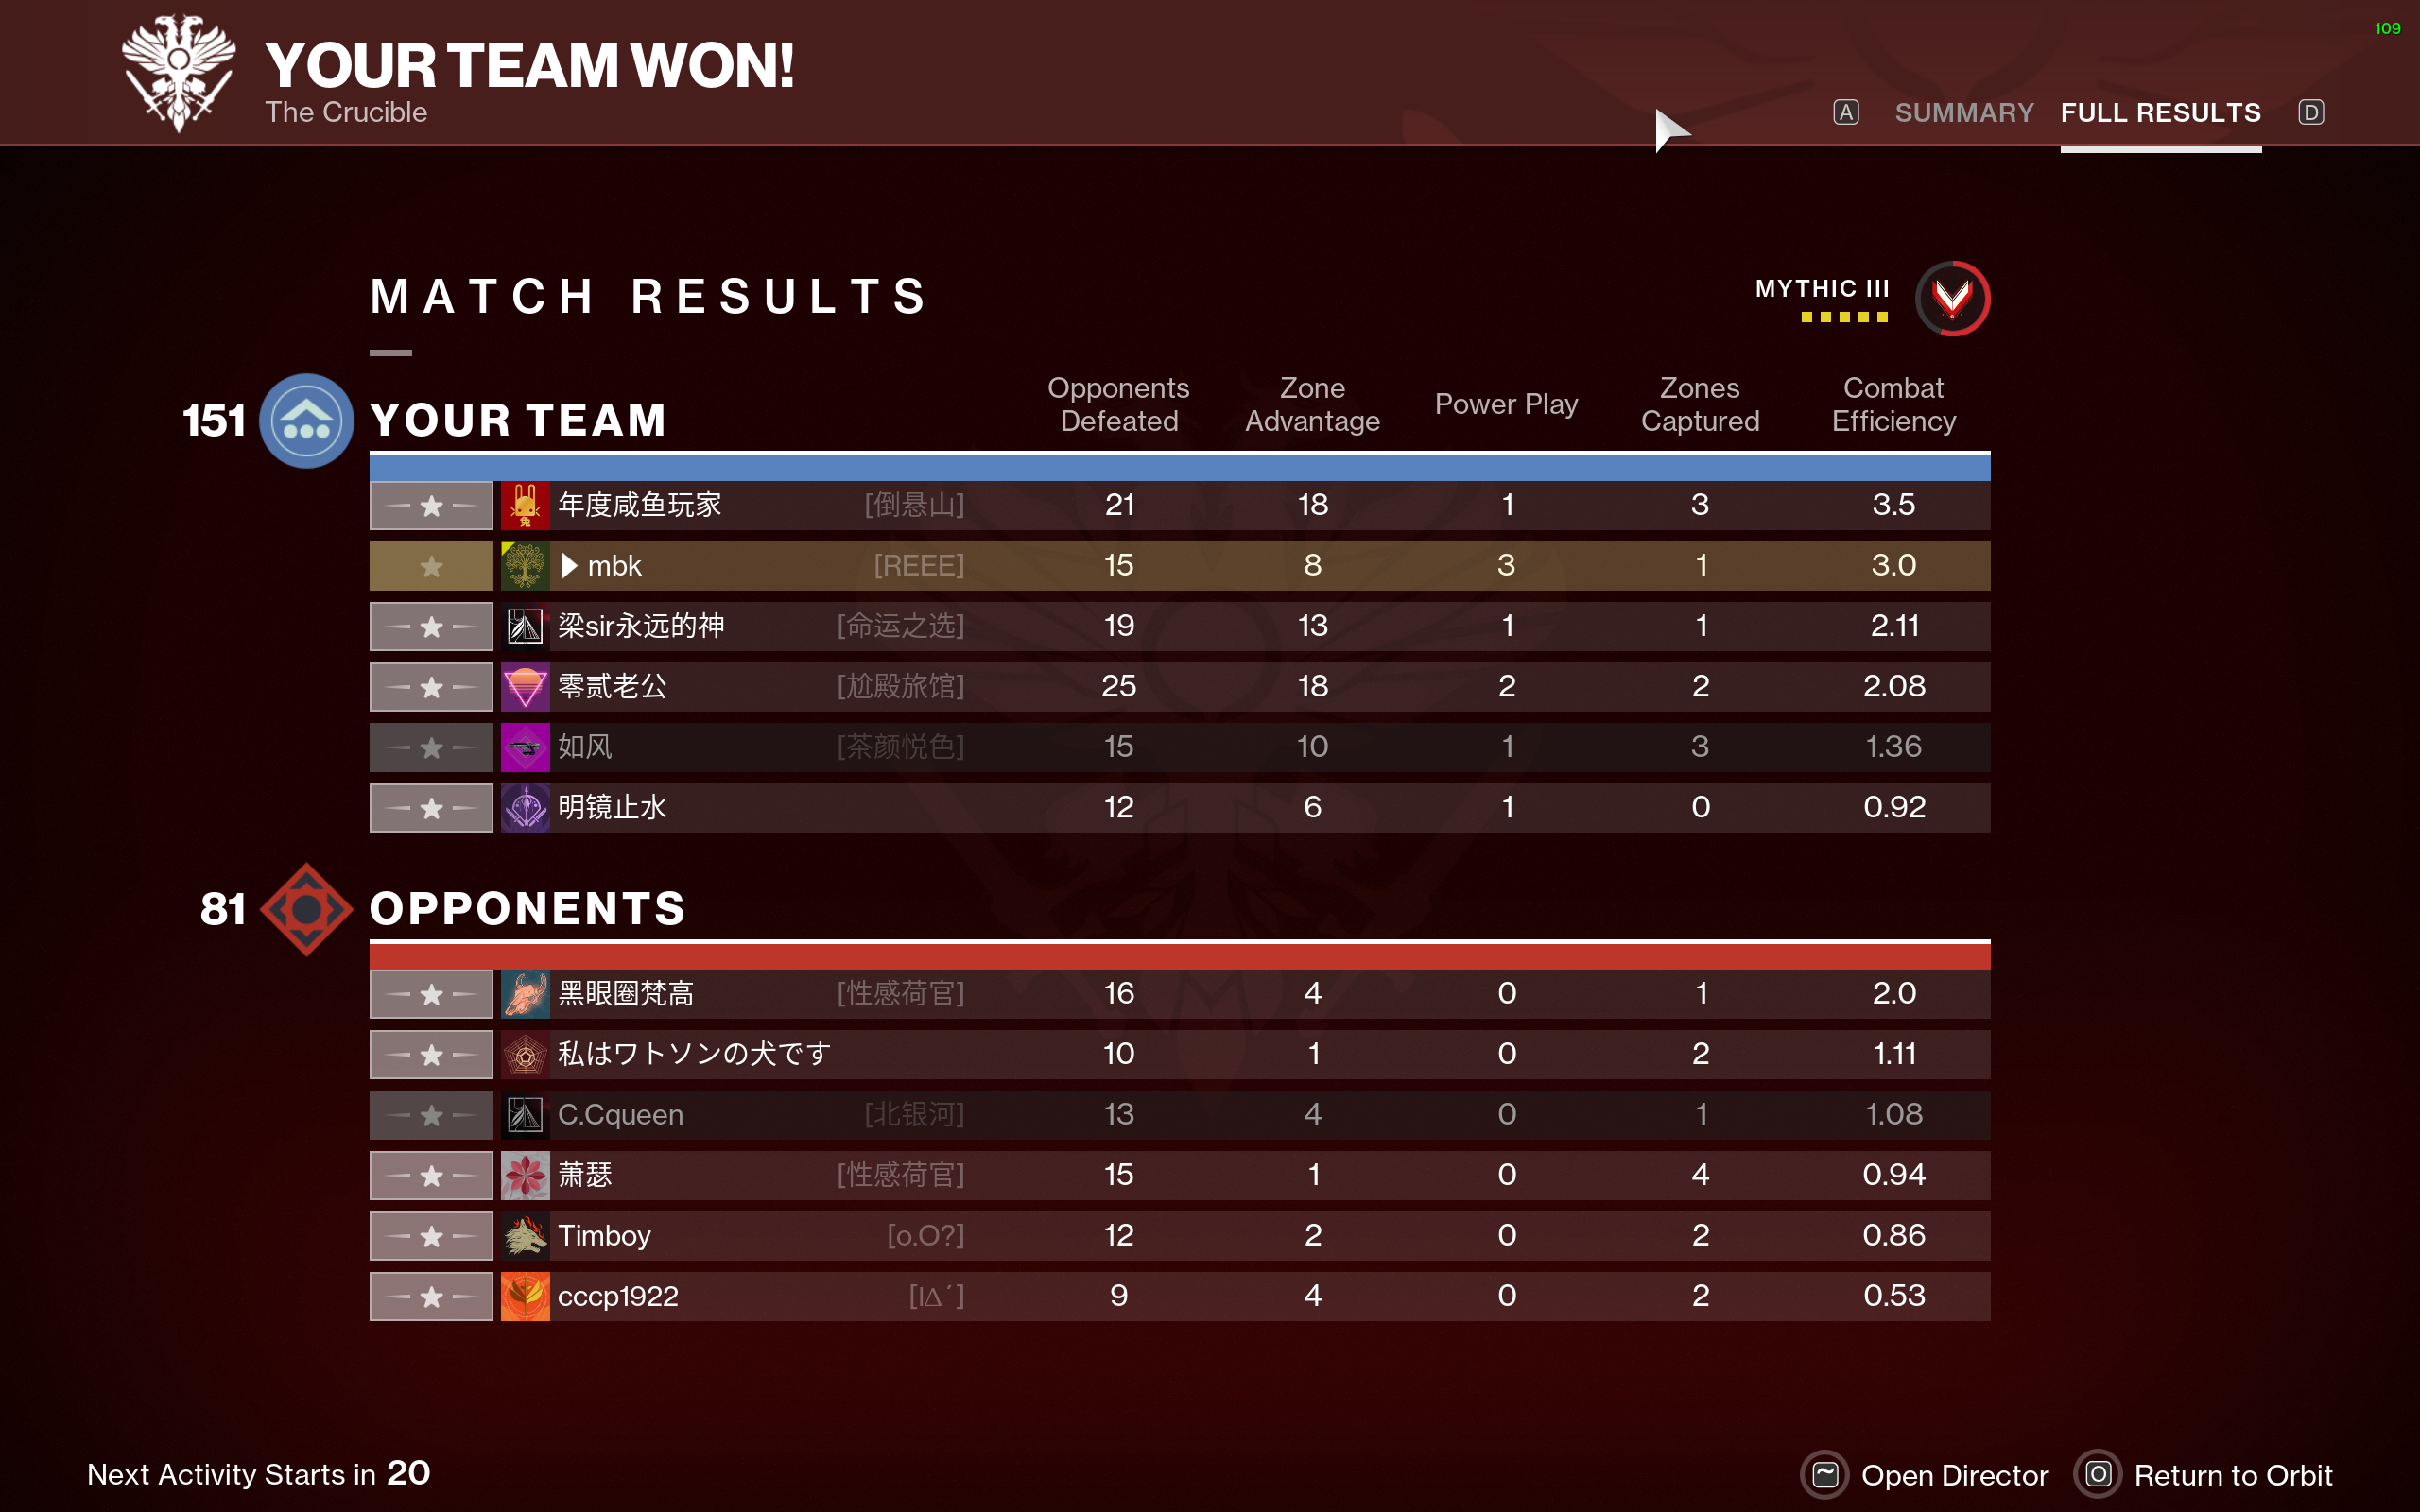 109
YOUR TEAM WON!
The Crucible
A SUMMARY FULL RESULTS D
MATCH RESULTS
MYTHIC III
151 YOUR TEAM Opponents Defeated Zone Advantage Power Play Zones Captured Combat Efficiency
年度咸鱼玩家 [倒悬山] 21 18 1 3 3.5
mbk [REEE] 15 8 3 1 3.0
梁sir永远的神 [命运之选] 19 13 1 1 2.11
零贰老公 [尬殿旅馆] 25 18 2 2 2.08
如风 [茶颜悦色] 15 10 1 3 1.36
明镜止水 12 6 1 0 0.92
81 OPPONENTS
黑眼圈梵高 [性感荷官] 16 4 0 1 2.0
私はワトソンの犬です 10 1 0 2 1.11
C.Cqueen [北银河] 13 4 0 1 1.08
萧瑟 [性感荷官] 15 1 0 4 0.94
Timboy [o.O?] 12 2 0 2 0.86
cccp1922 [IΔ´] 9 4 0 2 0.53
Next Activity Starts in 20
~ Open Director O Return to Orbit